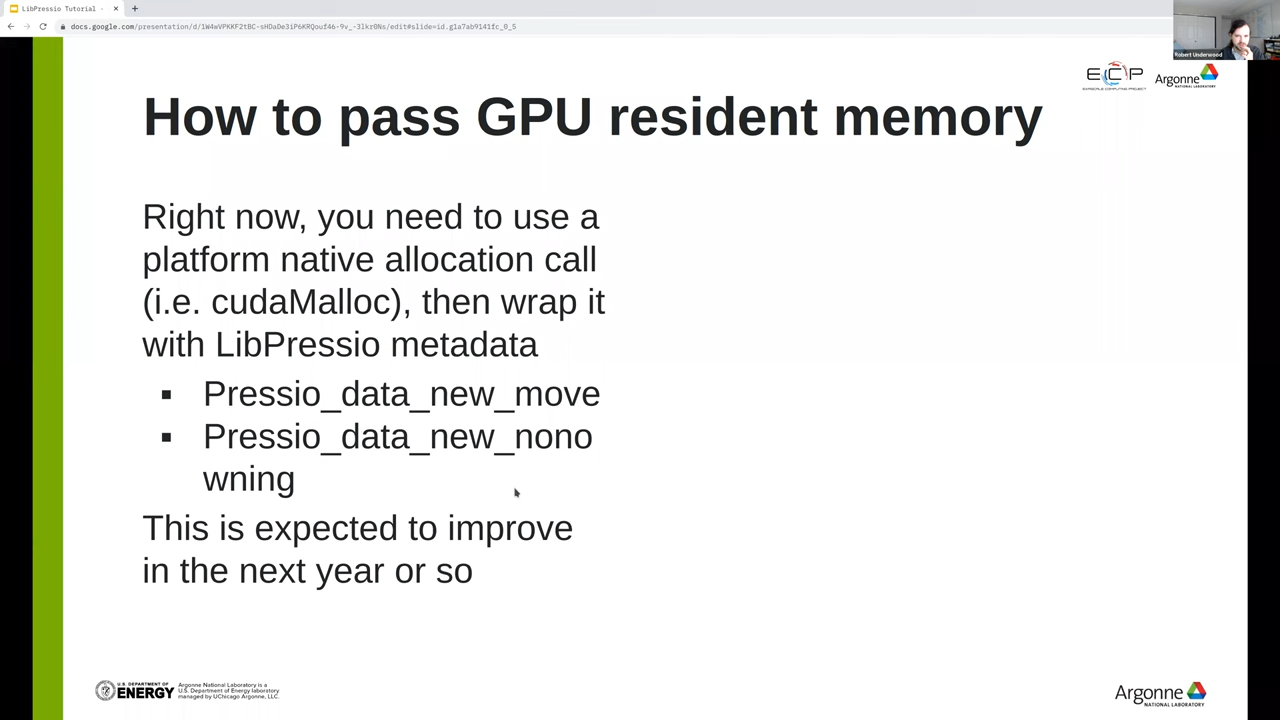 LibPressio Tutorial -
docs.google.com/presentation/d/1W4wVPKKF2tBC-sHOaDe3iP6KRQouf46-9v_-3lkr0Ns/edit#slide=id.g1a7ab9141fc_0_5
Robert Underwood
ECP
EXASCALE COMPUTING PROJECT
Argonne
NATIONAL LABORATORY
How to pass GPU resident memory
Right now, you need to use a
platform native allocation call
(i.e. cudaMalloc), then wrap it
with LibPressio metadata
▪ Pressio_data_new_move
▪ Pressio_data_new_nono
wning
This is expected to improve
in the next year or so
U.S. DEPARTMENT OF
ENERGY
Argonne National Laboratory is a
U.S. Department of Energy laboratory
managed by UChicago Argonne, LLC.
Argonne
NATIONAL LABORATORY